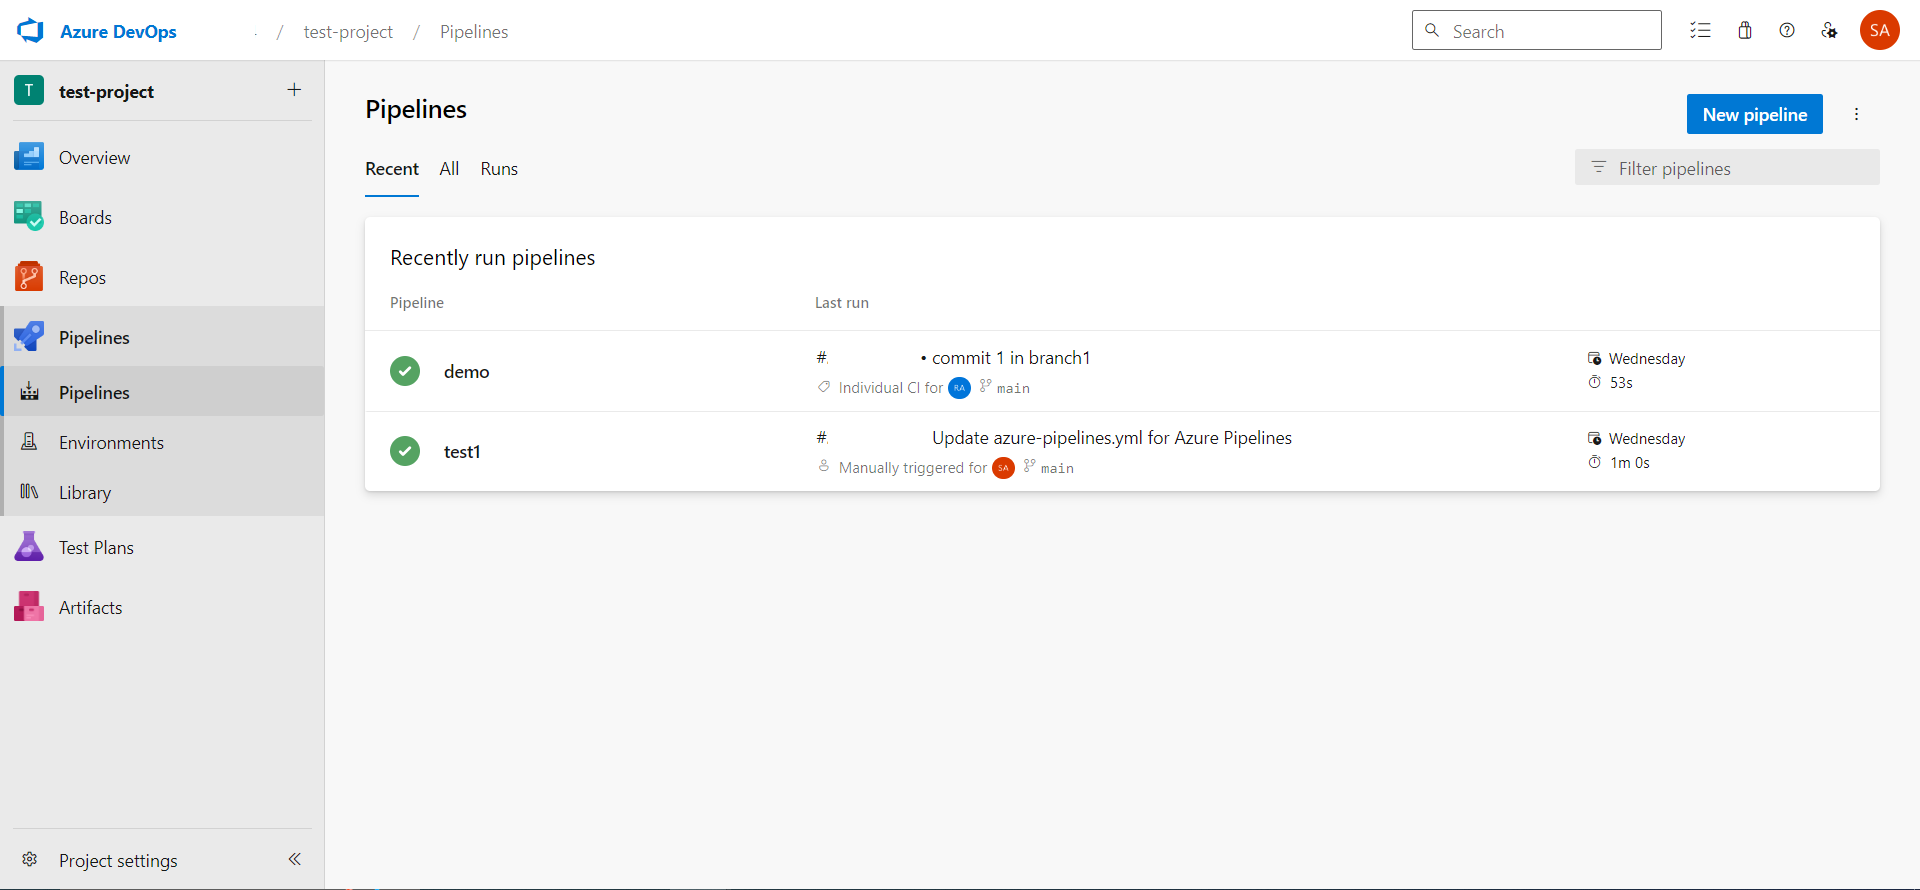 Azure DevOps / test-project / Pipelines
Search
SA
T test-project
Overview
Boards
Repos
Pipelines
Pipelines
Environments
Library
Test Plans
Artifacts
Project settings
Pipelines
New pipeline
Recent All Runs
Filter pipelines
Recently run pipelines
Pipeline Last run
demo
# • commit 1 in branch1
Individual CI for RA main
Wednesday
53s
test1
# Update azure-pipelines.yml for Azure Pipelines
Manually triggered for SA main
Wednesday
1m 0s